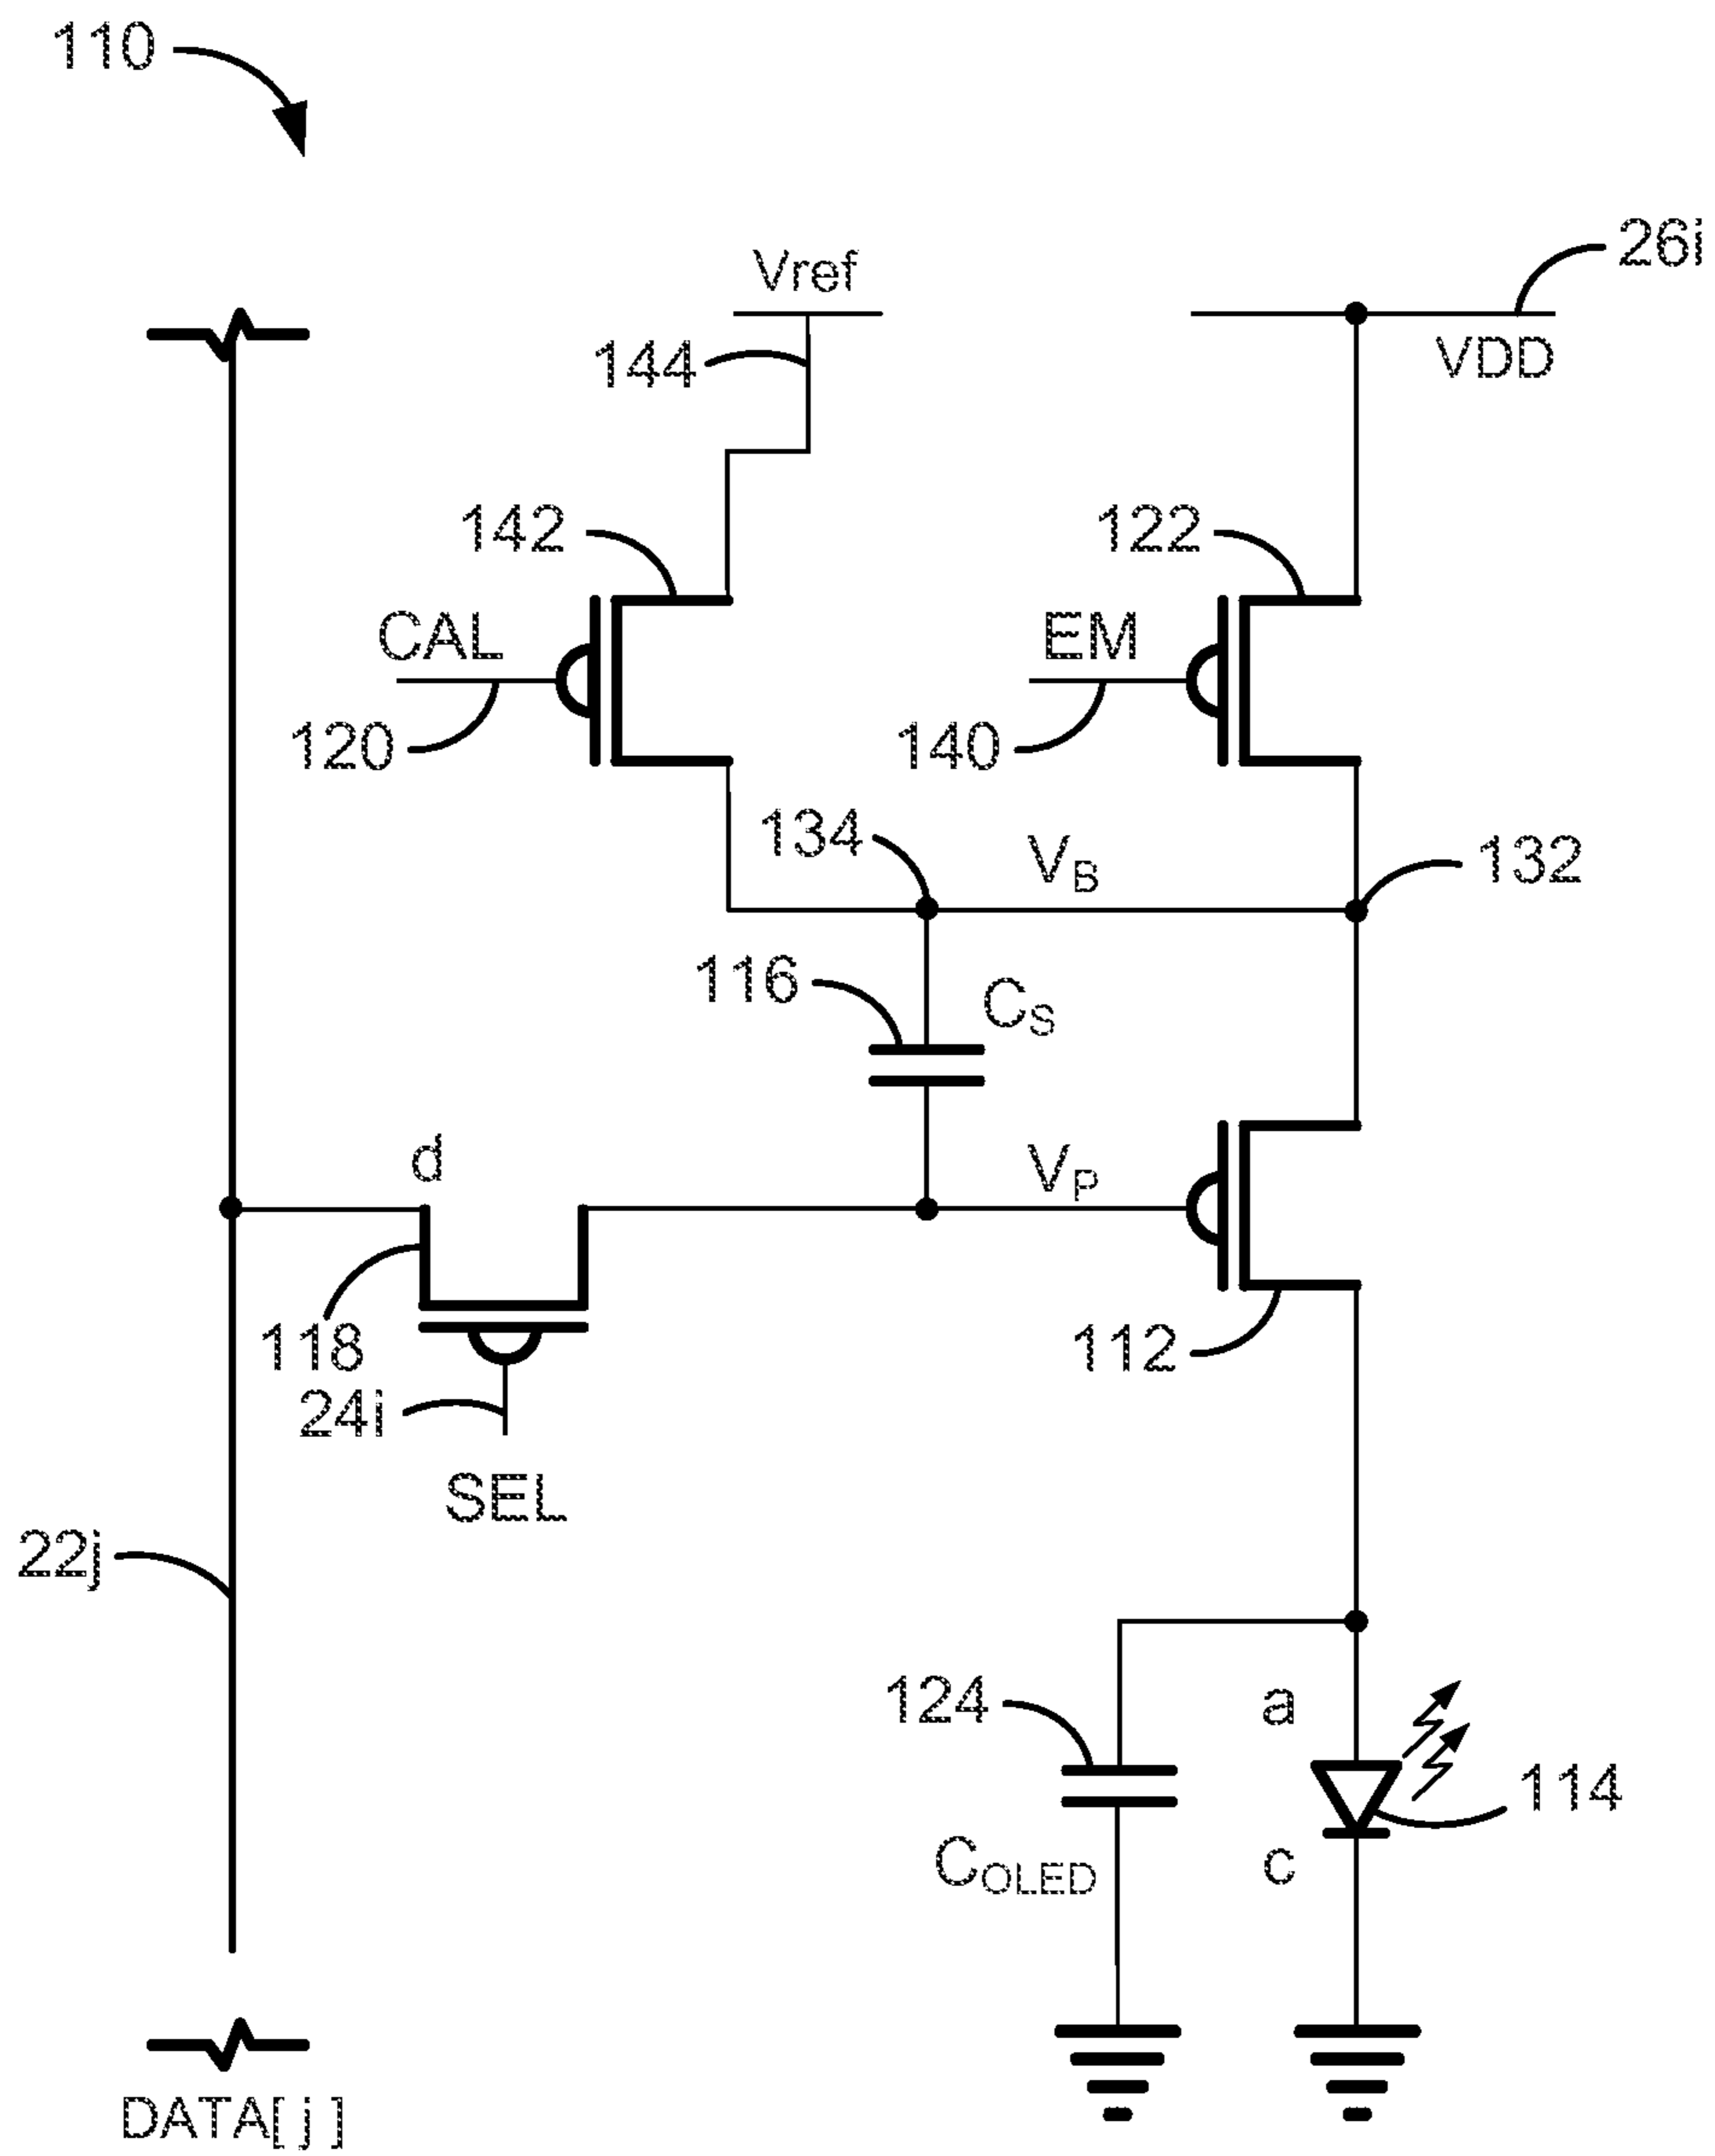 110
26i
Vref
144
VDD
142
122
CAL
EM
120
140
134
VB
132
116
CS
d
VP
118
112
24i
SEL
22j
124
a
114
COLED
c
DATA[ j ]